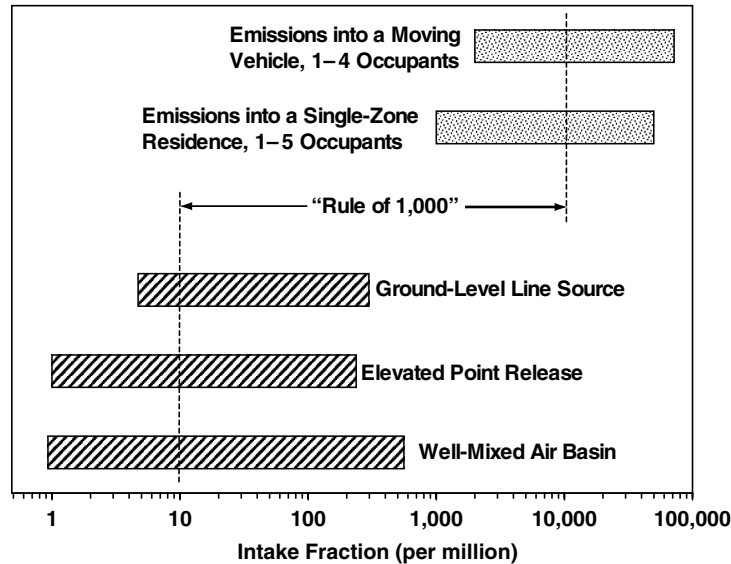 Emissions into a Moving
Vehicle, 1–4 Occupants
Emissions into a Single-Zone
Residence, 1–5 Occupants
“Rule of 1,000”
Ground-Level Line Source
Elevated Point Release
Well-Mixed Air Basin
1 10 100 1,000 10,000 100,000
Intake Fraction (per million)